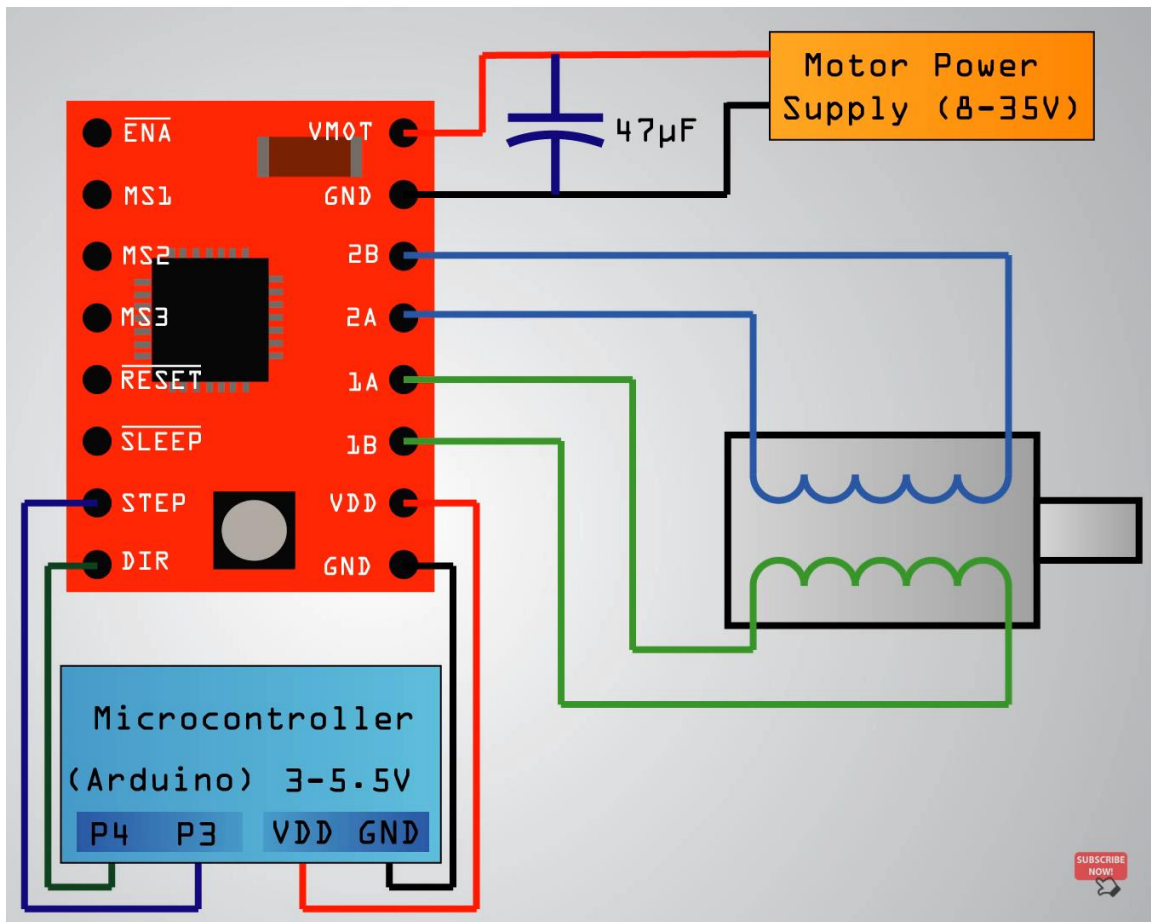 Motor Power
Supply (8-35V)
47µF
ENA
VMOT
MS1
GND
MS2
2B
MS3
2A
RESET
1A
SLEEP
1B
STEP
VDD
DIR
GND
Microcontroller
(Arduino) 3-5.5V
P4 P3 VDD GND
SUBSCRIBE
NOW!